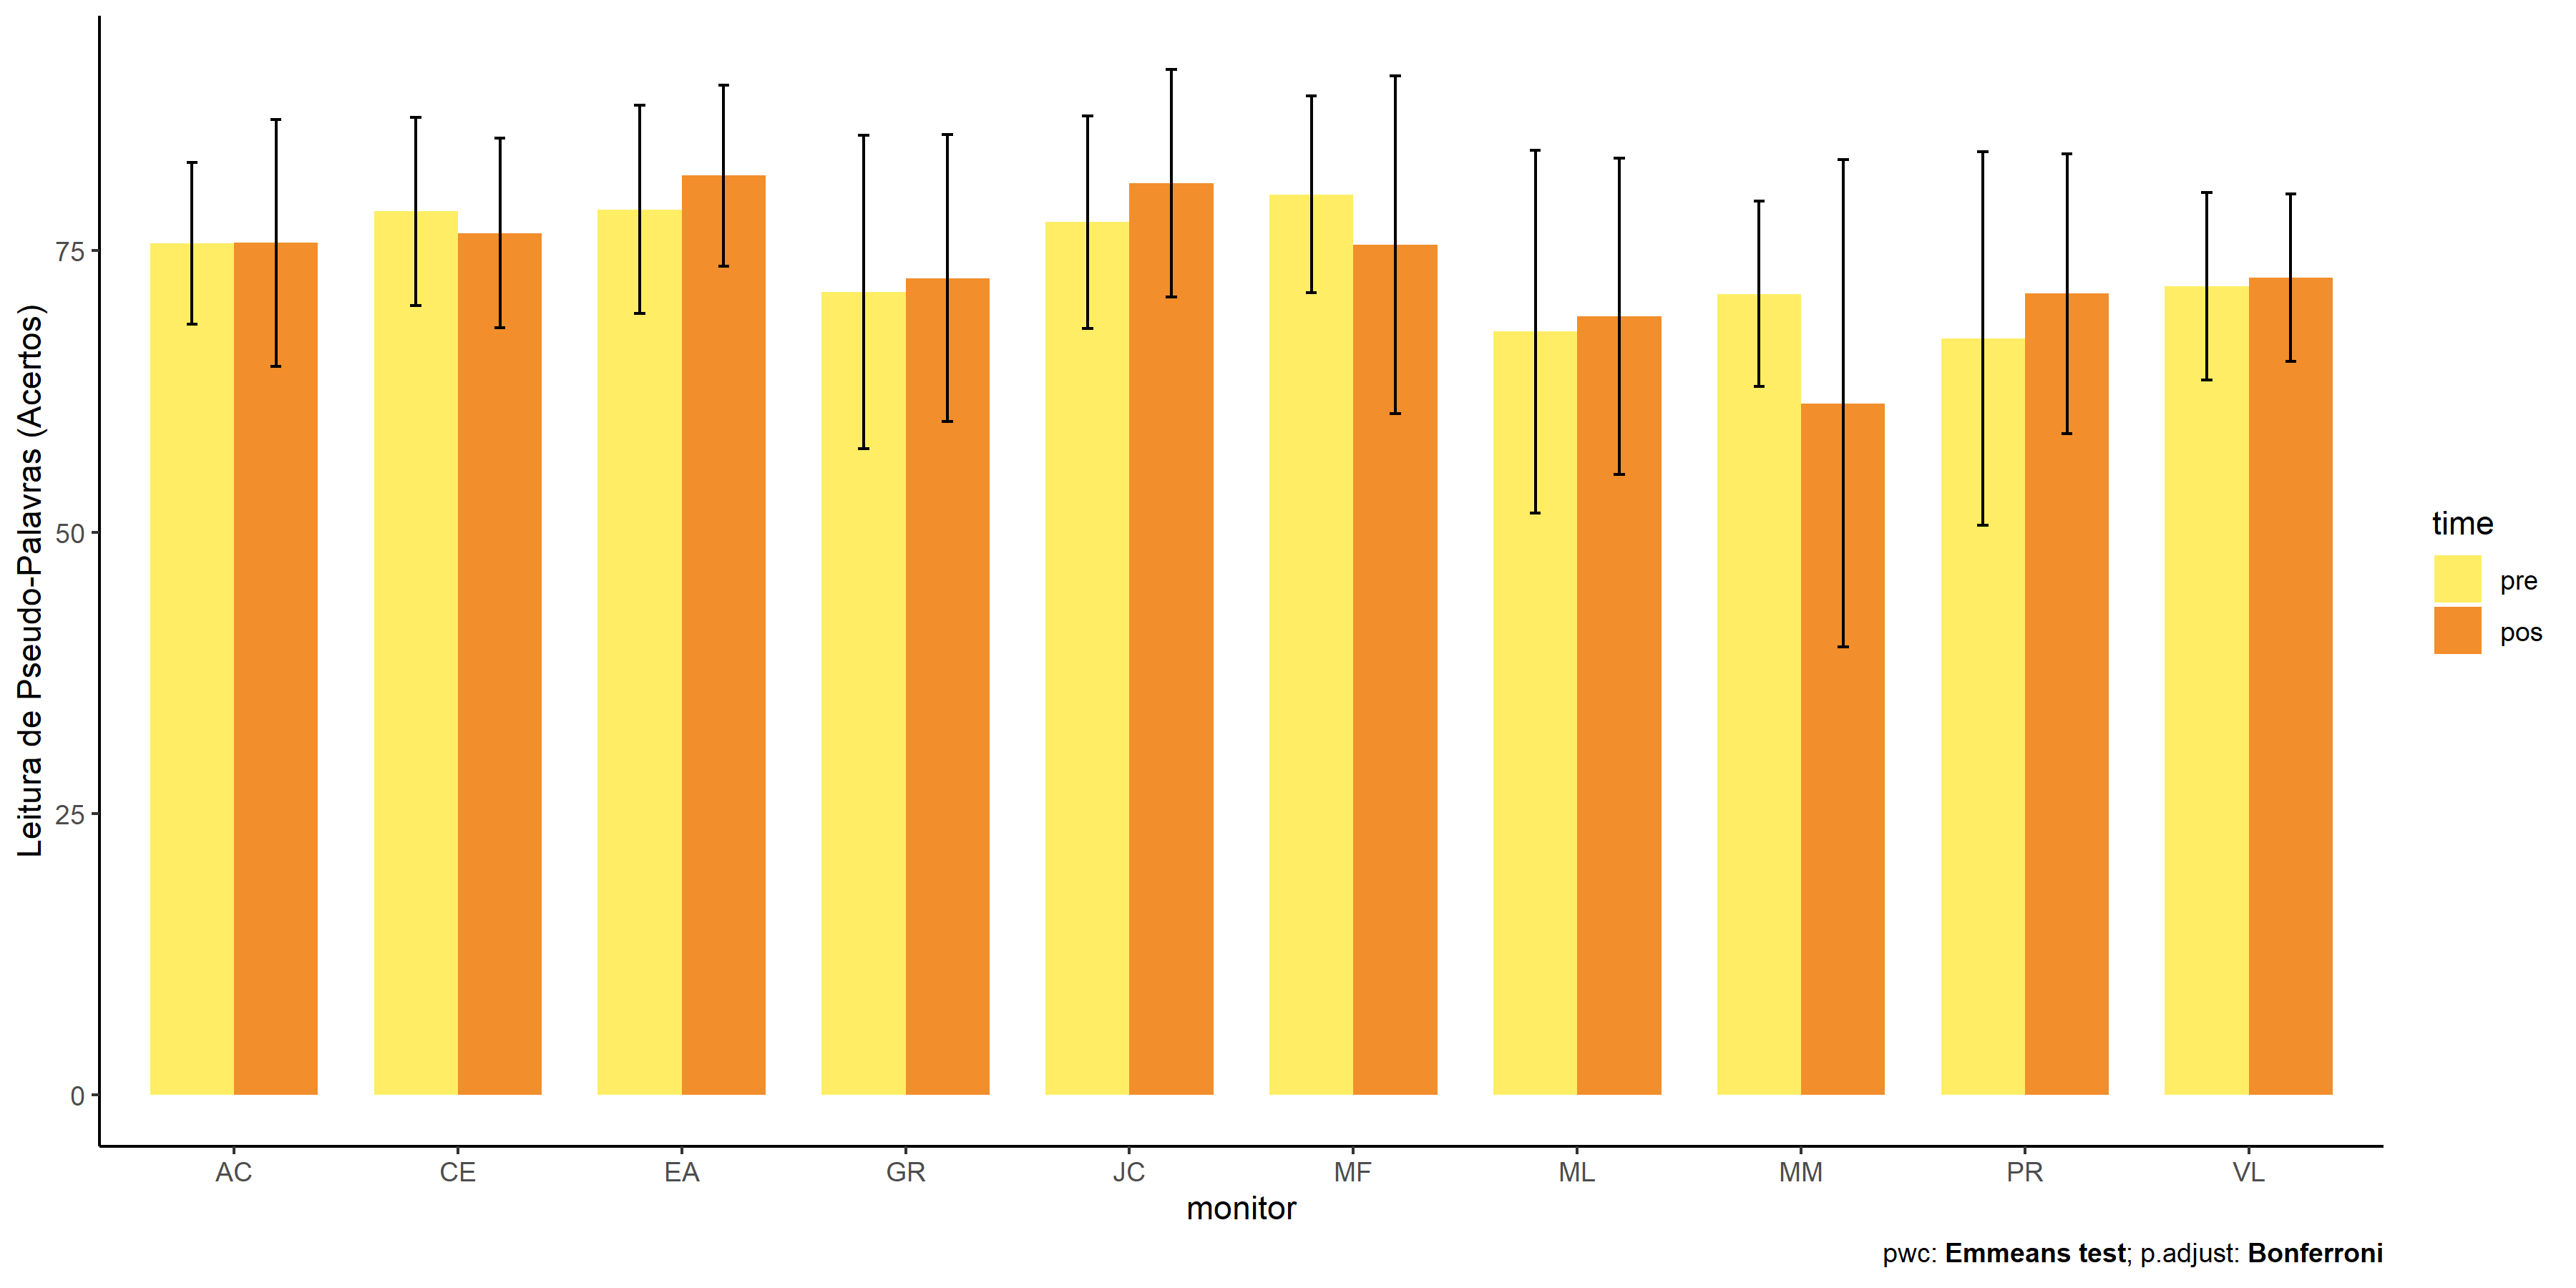 Leitura de Pseudo-Palavras (Acertos)
75
50
25
0
AC CE EA GR JC MF ML MM PR VL
monitor
time
pre
pos
pwc: Emmeans test; p.adjust: Bonferroni